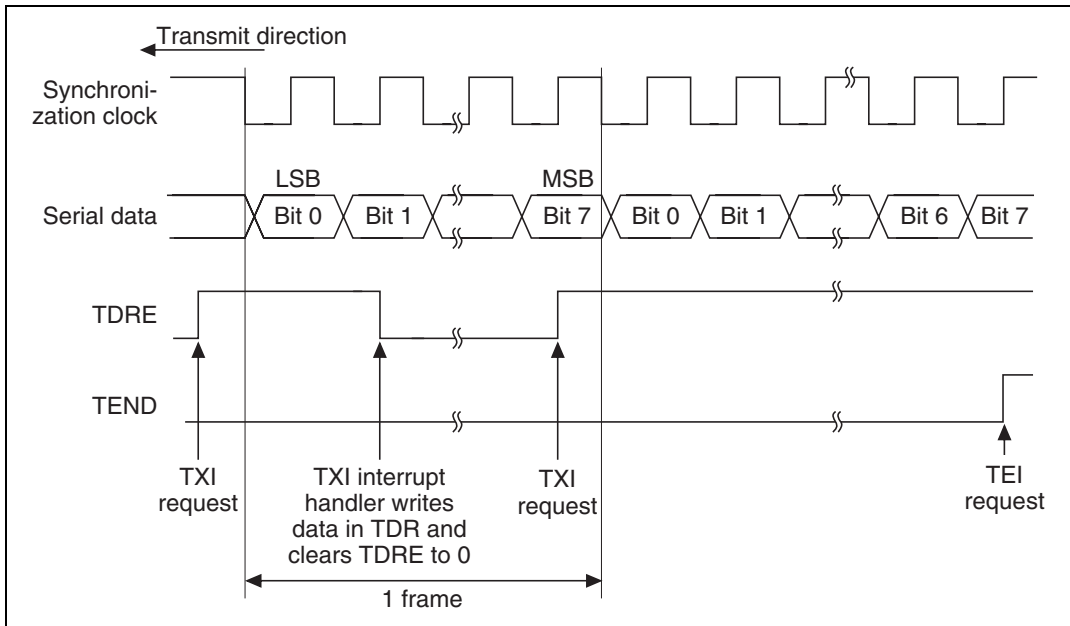 Transmit direction
Synchroni-
zation clock
LSB
MSB
Serial data
Bit 0
Bit 1
Bit 7
Bit 0
Bit 1
Bit 6
Bit 7
TDRE
TEND
TXI
request
TXI interrupt
handler writes
data in TDR and
clears TDRE to 0
TXI
request
TEI
request
1 frame